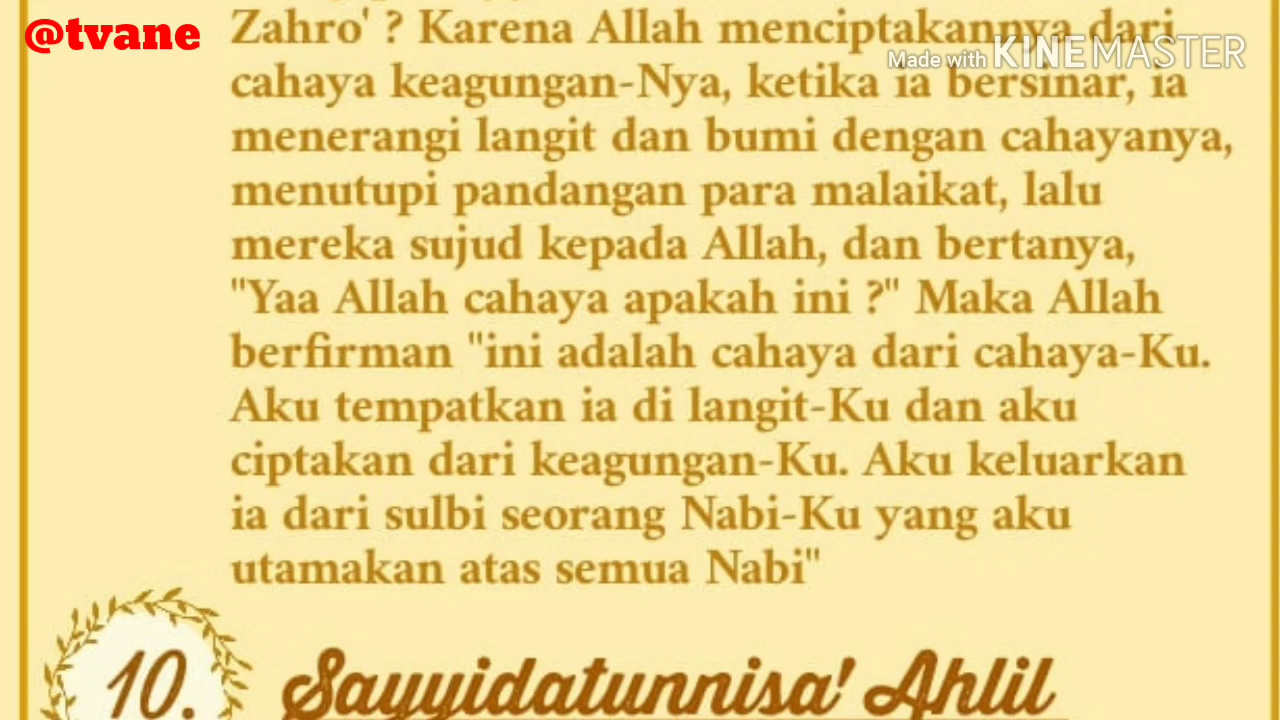 @tvane
Made with KINEMASTER
Zahro' ? Karena Allah menciptakannya dari
cahaya keagungan-Nya, ketika ia bersinar, ia
menerangi langit dan bumi dengan cahayanya,
menutupi pandangan para malaikat, lalu
mereka sujud kepada Allah, dan bertanya,
"Yaa Allah cahaya apakah ini ?" Maka Allah
berfirman "ini adalah cahaya dari cahaya-Ku.
Aku tempatkan ia di langit-Ku dan aku
ciptakan dari keagungan-Ku. Aku keluarkan
ia dari sulbi seorang Nabi-Ku yang aku
utamakan atas semua Nabi"
10. Sayyidatunnisa' Ahlil